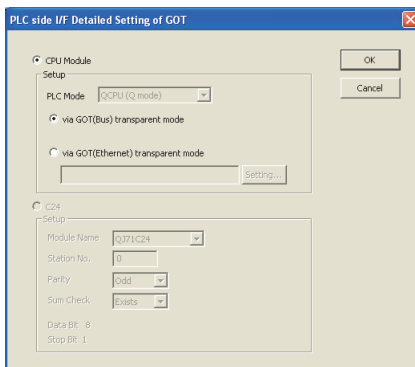 PLC side I/F Detailed Setting of GOT
CPU Module
OK
Setup
Cancel
PLC Mode QCPU (Q mode)
via GOT(Bus) transparent mode
via GOT(Ethernet) transparent mode
Setting...
C24
Setup
Module Name QJ71C24
Station No. 0
Parity Odd
Sum Check Exists
Data Bit 8
Stop Bit 1